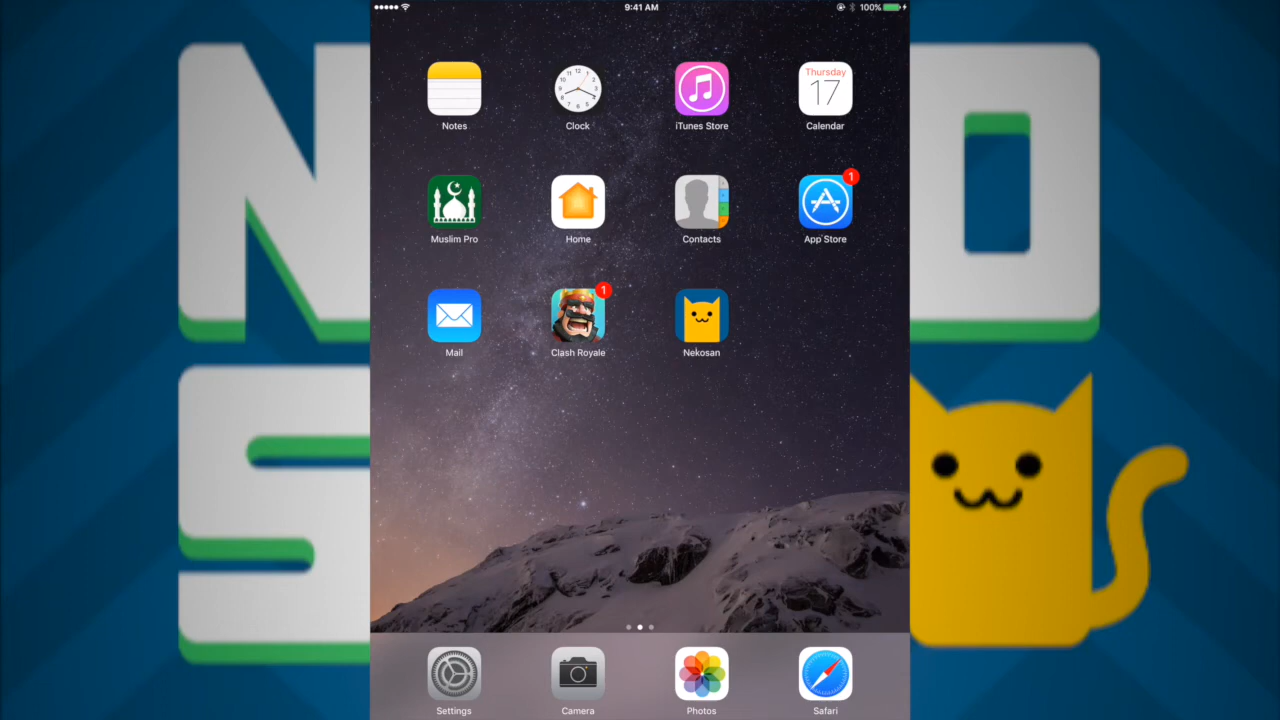 9:41 AM
100%
Notes
Clock
iTunes Store
Thursday
17
Calendar
Muslim Pro
Home
Contacts
1
App Store
Mail
1
Clash Royale
Nekosan
Settings
Camera
Photos
Safari
N O
S